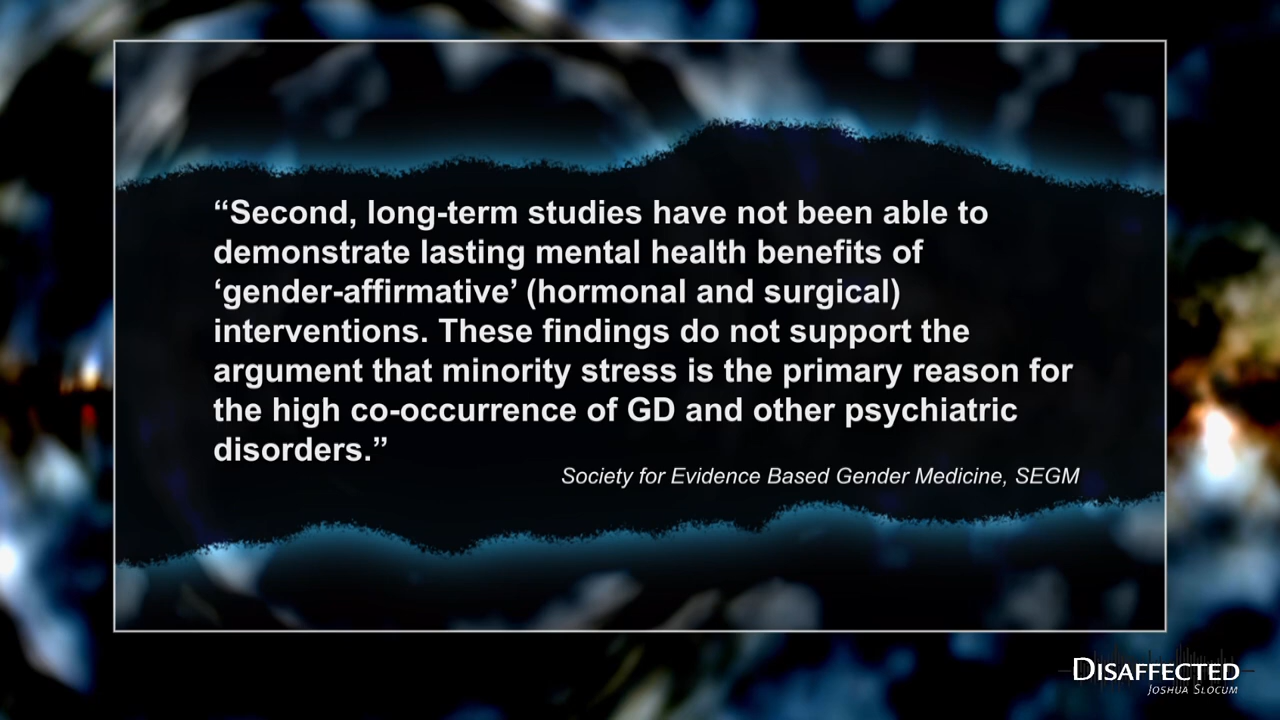 “Second, long-term studies have not been able to
demonstrate lasting mental health benefits of
‘gender-affirmative’ (hormonal and surgical)
interventions. These findings do not support the
argument that minority stress is the primary reason for
the high co-occurrence of GD and other psychiatric
disorders.”
Society for Evidence Based Gender Medicine, SEGM
DISAFFECTED
JOSHUA SLOCUM